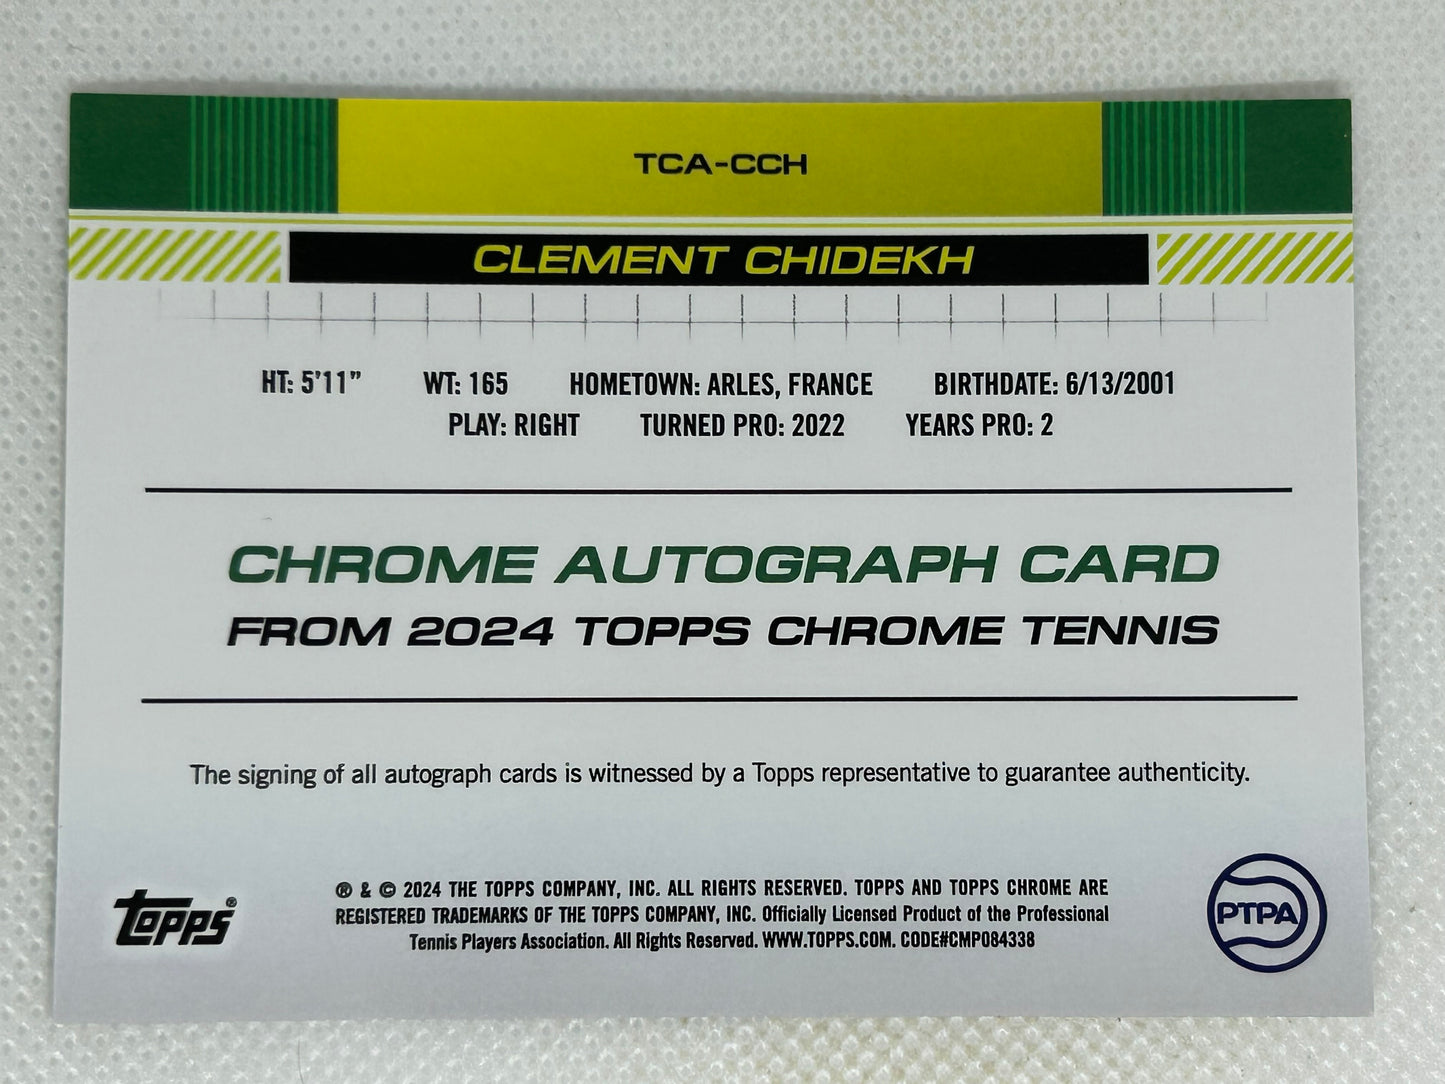 TCA-CCH
CLEMENT CHIDEKH
HT: 5'11" WT: 165 HOMETOWN: ARLES, FRANCE BIRTHDATE: 6/13/2001
PLAY: RIGHT TURNED PRO: 2022 YEARS PRO: 2
CHROME AUTOGRAPH CARD
FROM 2024 TOPPS CHROME TENNIS
The signing of all autograph cards is witnessed by a Topps representative to guarantee authenticity.
TOPPS®
® & © 2024 THE TOPPS COMPANY, INC. ALL RIGHTS RESERVED. TOPPS AND TOPPS CHROME ARE
REGISTERED TRADEMARKS OF THE TOPPS COMPANY, INC. Officially Licensed Product of the Professional
Tennis Players Association. All Rights Reserved. WWW.TOPPS.COM. CODE#CMP084338
PTPA